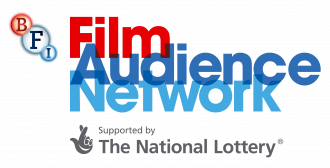 BFI
Film
Audience
Network
Supported by
The National Lottery®